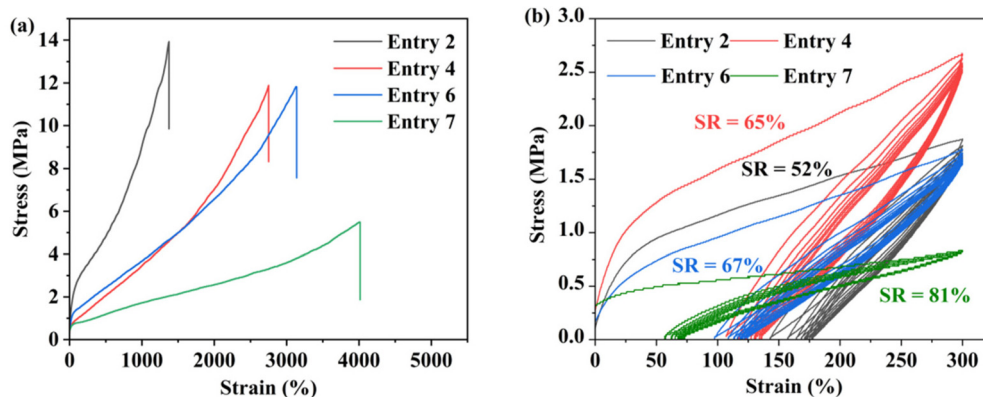 (a)
Entry 2
Entry 4
Entry 6
Entry 7
14
12
10
8
6
4
2
0
0 1000 2000 3000 4000 5000
Stress (MPa)
Strain (%)
(b)
Entry 2 Entry 4
Entry 6 Entry 7
SR = 65%
SR = 52%
SR = 67%
SR = 81%
3.0
2.5
2.0
1.5
1.0
0.5
0.0
0 50 100 150 200 250 300
Stress (MPa)
Strain (%)